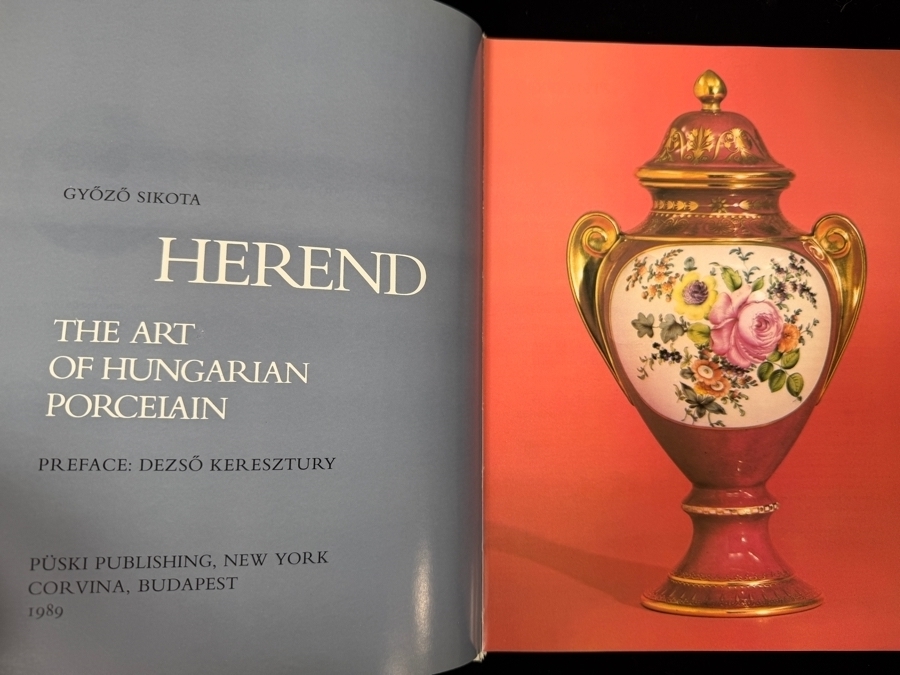 GYŐZŐ SIKOTA
HEREND
THE ART
OF HUNGARIAN
PORCELAIN
PREFACE: DEZSŐ KERESZTURY
PÜSKI PUBLISHING, NEW YORK
CORVINA, BUDAPEST
1989